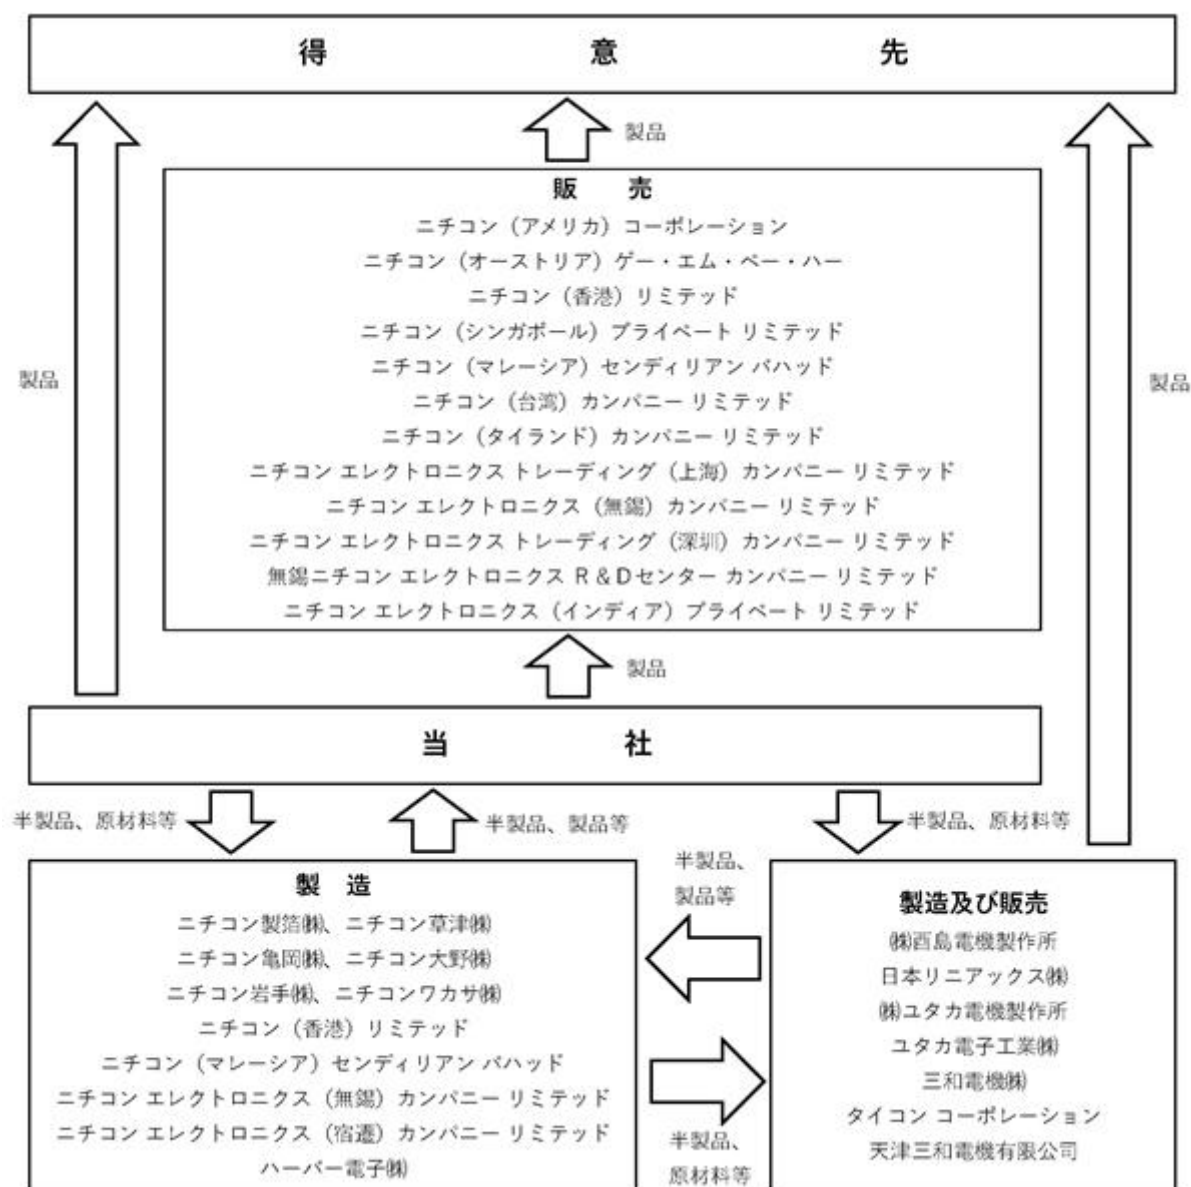 得意先
製品
販売
ニチコン（アメリカ）コーポレーション
ニチコン（オーストリア）ゲー・エム・ベー・ハー
ニチコン（香港）リミテッド
ニチコン（シンガポール）プライベート リミテッド
ニチコン（マレーシア）センディリアン バハッド
ニチコン（台湾）カンパニー リミテッド
ニチコン（タイランド）カンパニー リミテッド
ニチコン エレクトロニクス トレーディング（上海）カンパニー リミテッド
ニチコン エレクトロニクス（無錫）カンパニー リミテッド
ニチコン エレクトロニクス トレーディング（深圳）カンパニー リミテッド
無錫ニチコン エレクトロニクス R＆Dセンター カンパニー リミテッド
ニチコン エレクトロニクス（インディア）プライベート リミテッド
製品
製品
製品
当社
半製品、原材料等
半製品、製品等
半製品、原材料等
製造
ニチコン製箔㈱、ニチコン草津㈱
ニチコン亀岡㈱、ニチコン大野㈱
ニチコン岩手㈱、ニチコンワカサ㈱
ニチコン（香港）リミテッド
ニチコン（マレーシア）センディリアン バハッド
ニチコン エレクトロニクス（無錫）カンパニー リミテッド
ニチコン エレクトロニクス（宿遷）カンパニー リミテッド
ハーバー電子㈱
半製品、
製品等
半製品、
原材料等
製造及び販売
㈱酉島電機製作所
日本リニアックス㈱
㈱ユタカ電機製作所
ユタカ電子工業㈱
三和電機㈱
タイコン コーポレーション
天津三和電機有限公司